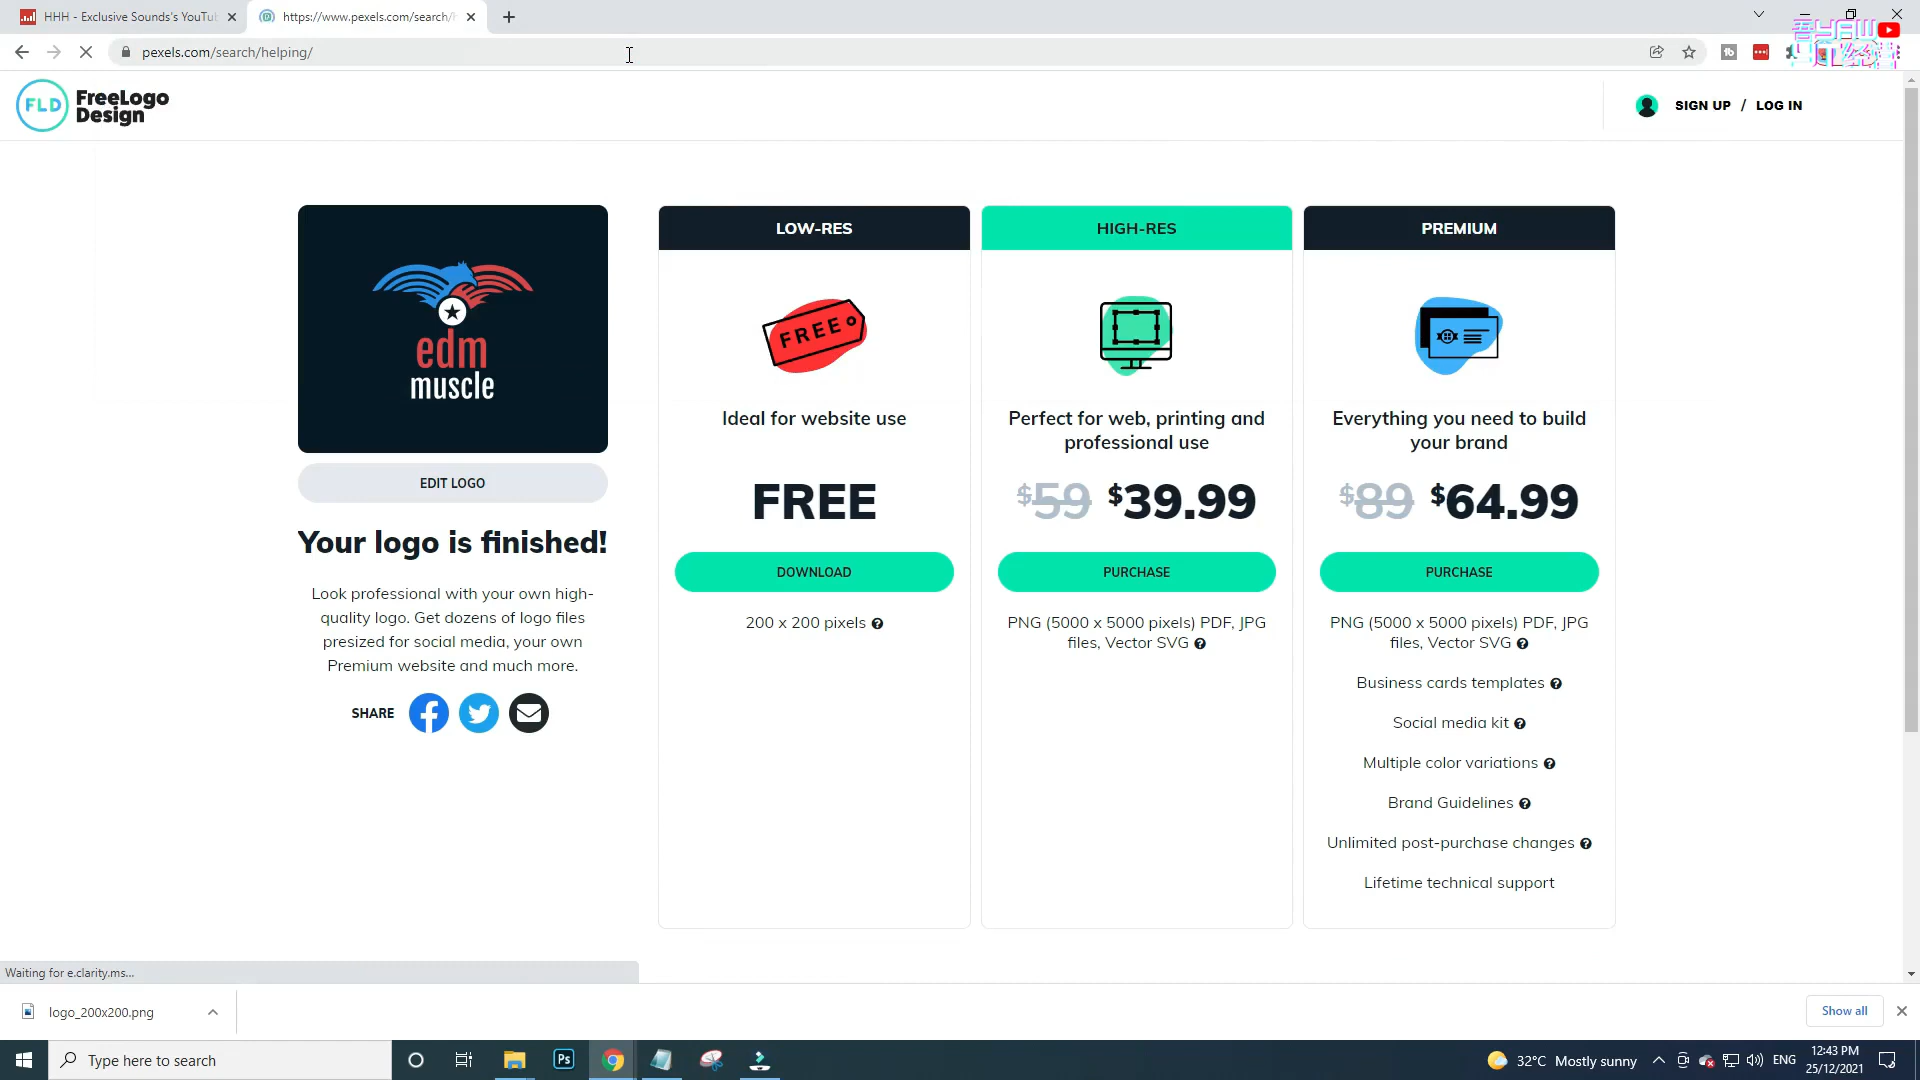 HHH - Exclusive Sounds's YouTu
https://www.pexels.com/search/h
pexels.com/search/helping/
FLD FreeLogo
Design
SIGN UP / LOG IN
edm
muscle
EDIT LOGO
Your logo is finished!
Look professional with your own high-
quality logo. Get dozens of logo files
presized for social media, your own
Premium website and much more.
SHARE
LOW-RES
FREE
Ideal for website use
FREE
DOWNLOAD
200 x 200 pixels
HIGH-RES
Perfect for web, printing and
professional use
$59 $39.99
PURCHASE
PNG (5000 x 5000 pixels) PDF, JPG
files, Vector SVG
PREMIUM
Everything you need to build
your brand
$89 $64.99
PURCHASE
PNG (5000 x 5000 pixels) PDF, JPG
files, Vector SVG
Business cards templates
Social media kit
Multiple color variations
Brand Guidelines
Unlimited post-purchase changes
Lifetime technical support
Waiting for e.clarity.ms...
logo_200x200.png
Show all
Type here to search
Ps
32°C Mostly sunny
ENG
12:43 PM
25/12/2021